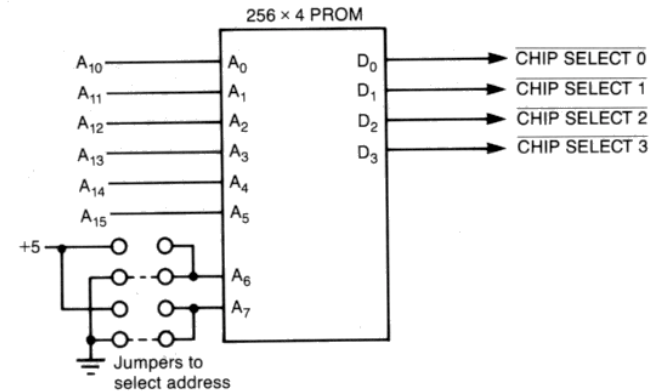 256 × 4 PROM
A10 A0 D0 CHIP SELECT 0
A11 A1 D1 CHIP SELECT 1
A12 A2 D2 CHIP SELECT 2
A13 A3 D3 CHIP SELECT 3
A14 A4
A15 A5
+5
A6
A7
Jumpers to
select address